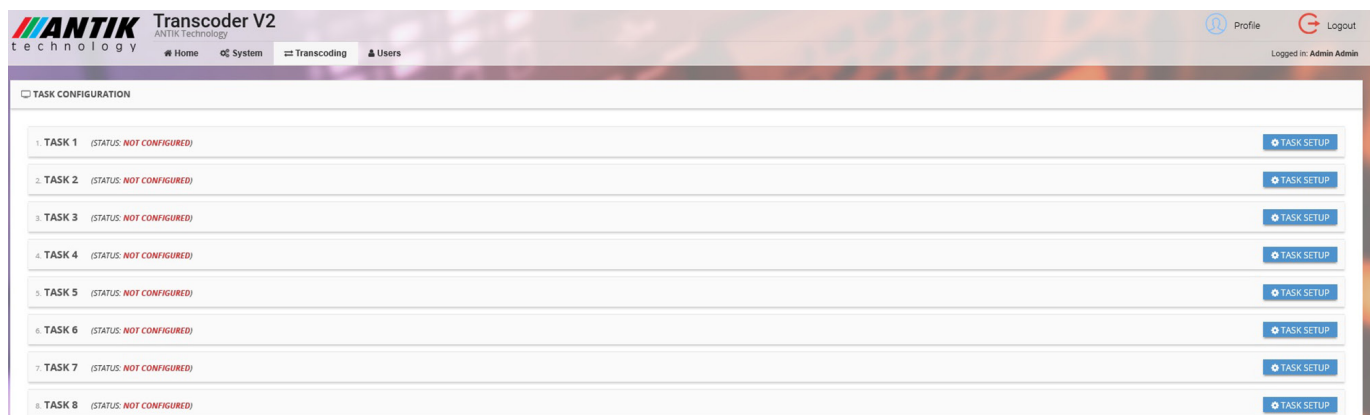 ANTIK
technology
Transcoder V2
ANTIK Technology
Profile
Logout
Home System Transcoding Users
Logged in: Admin Admin
TASK CONFIGURATION
1. TASK 1 (STATUS: NOT CONFIGURED) TASK SETUP
2. TASK 2 (STATUS: NOT CONFIGURED) TASK SETUP
3. TASK 3 (STATUS: NOT CONFIGURED) TASK SETUP
4. TASK 4 (STATUS: NOT CONFIGURED) TASK SETUP
5. TASK 5 (STATUS: NOT CONFIGURED) TASK SETUP
6. TASK 6 (STATUS: NOT CONFIGURED) TASK SETUP
7. TASK 7 (STATUS: NOT CONFIGURED) TASK SETUP
8. TASK 8 (STATUS: NOT CONFIGURED) TASK SETUP